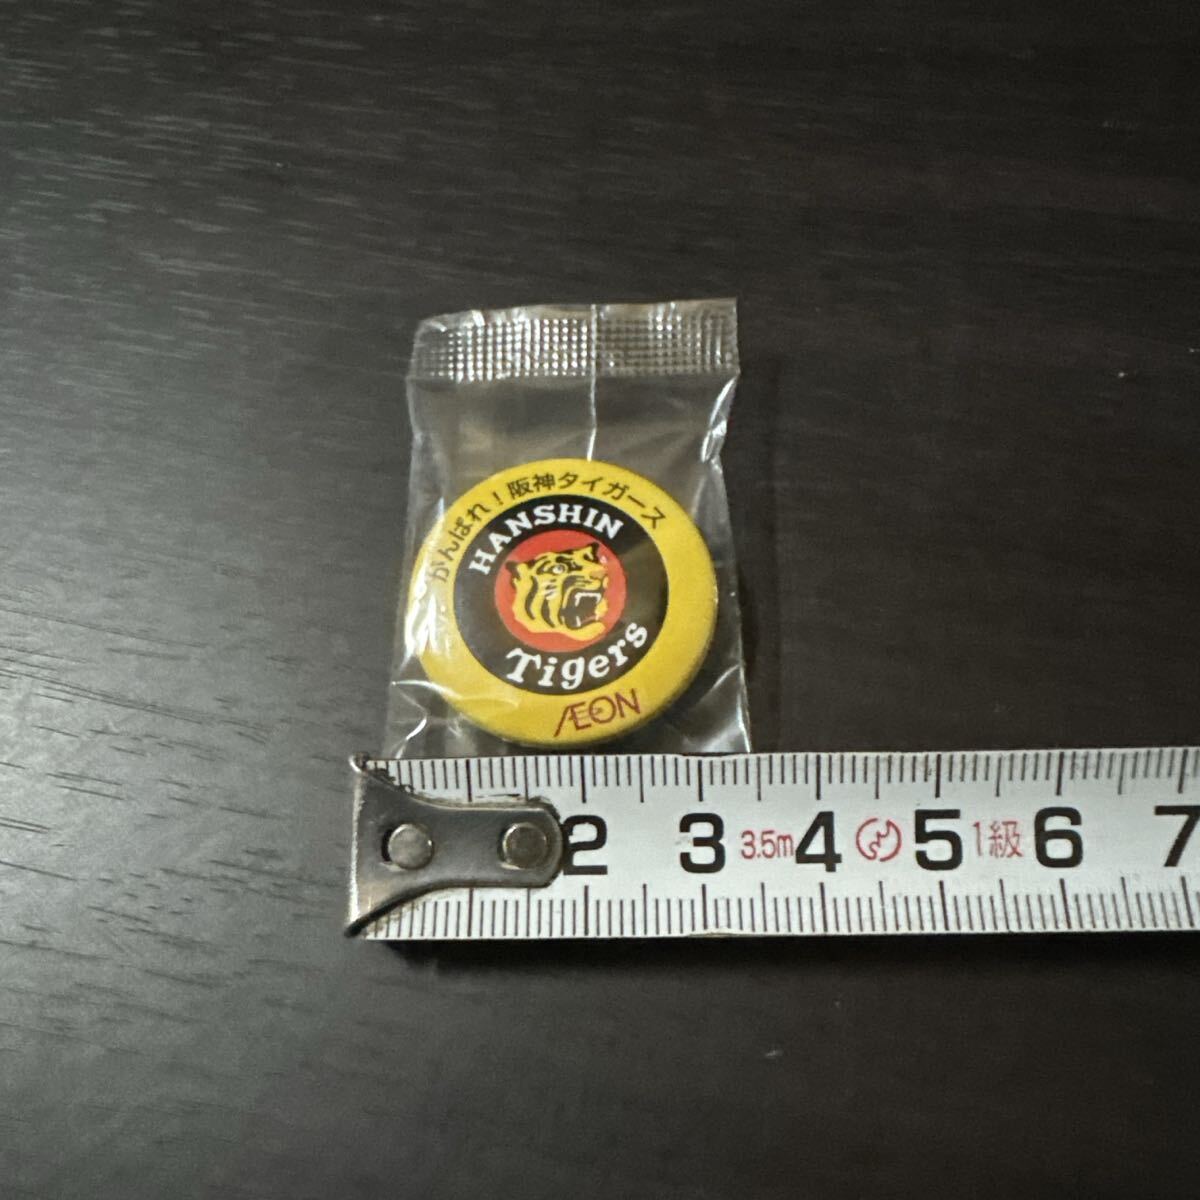 がんばれ！阪神タイガース
HANSHIN
Tigers
ÆON
2 3 3.5m 4 5 1級 6 7